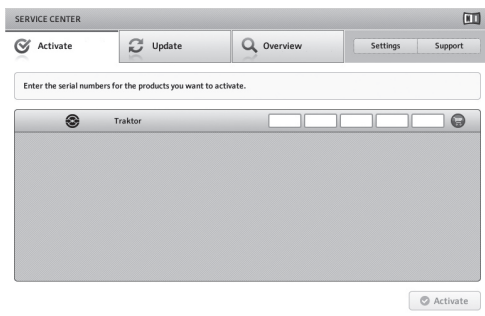 SERVICE CENTER
Activate
Update
Overview
Settings
Support
Enter the serial numbers for the products you want to activate.
Traktor
Activate